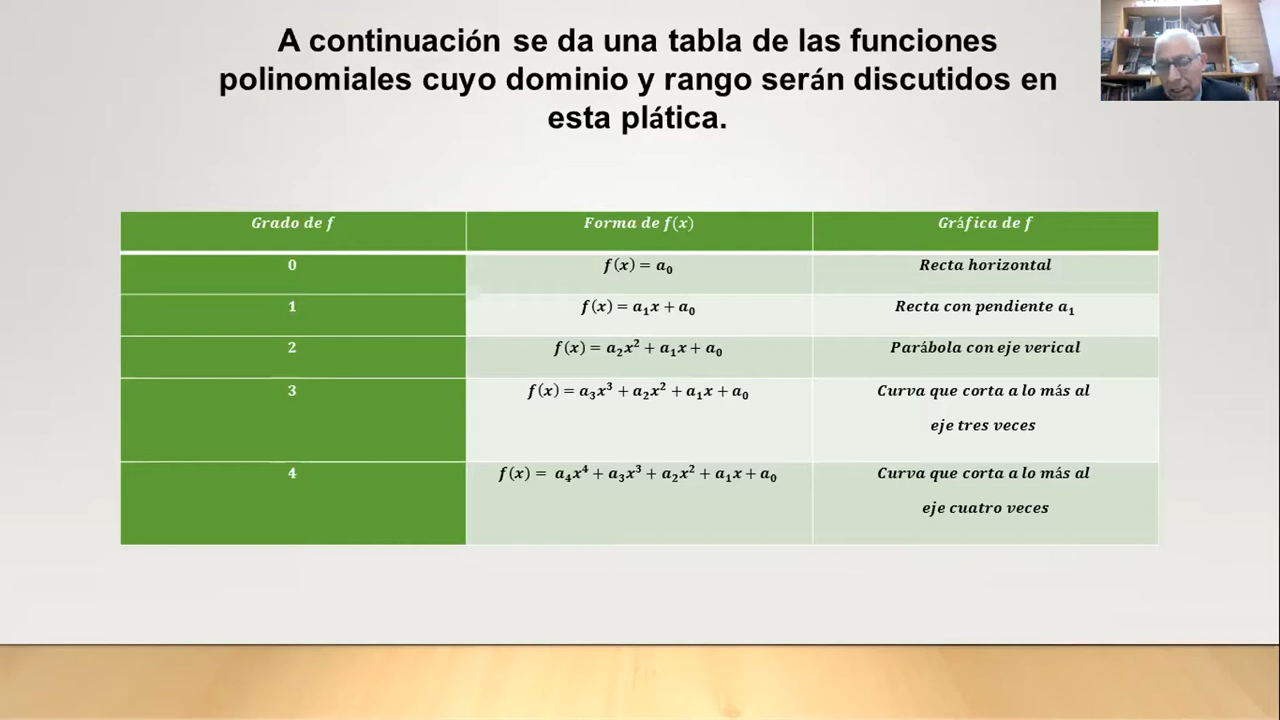 A continuación se da una tabla de las funciones
polinomiales cuyo dominio y rango serán discutidos en
esta plática.
Grado de f
Forma de f(x)
Gráfica de f
0
f(x) = a₀
Recta horizontal
1
f(x) = a₁x + a₀
Recta con pendiente a₁
2
f(x) = a₂x² + a₁x + a₀
Parábola con eje verical
3
f(x) = a₃x³ + a₂x² + a₁x + a₀
Curva que corta a lo más al
eje tres veces
4
f(x) = a₄x⁴ + a₃x³ + a₂x² + a₁x + a₀
Curva que corta a lo más al
eje cuatro veces